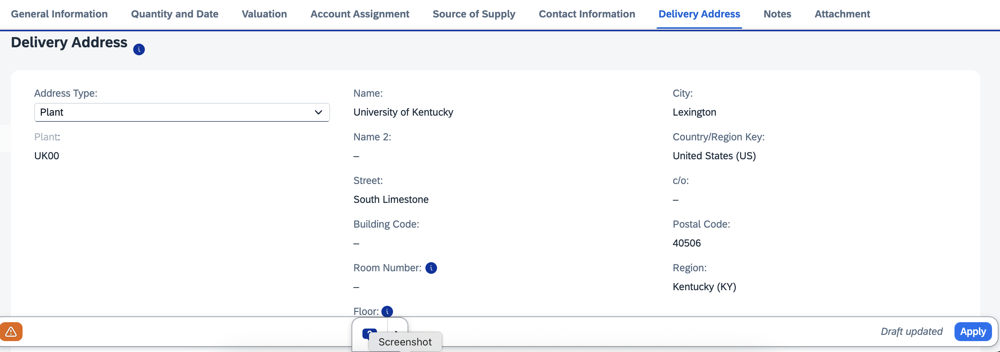 General Information Quantity and Date Valuation Account Assignment Source of Supply Contact Information Delivery Address Notes Attachment
Delivery Address
Address Type:
Plant
Plant:
UK00
Name:
University of Kentucky
Name 2:
–
Street:
South Limestone
Building Code:
–
Room Number:
–
Floor:
City:
Lexington
Country/Region Key:
United States (US)
c/o:
–
Postal Code:
40506
Region:
Kentucky (KY)
Screenshot
Draft updated Apply